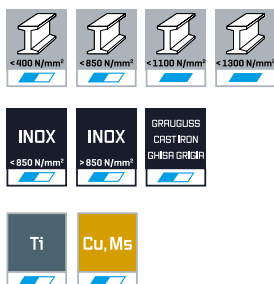 <400 N/mm² <850 N/mm² <1100 N/mm² <1300 N/mm²
INOX INOX GRAUGUSS
CAST IRON
GHISA GRIGIA
<850 N/mm² >850 N/mm²
Ti Cu, Ms